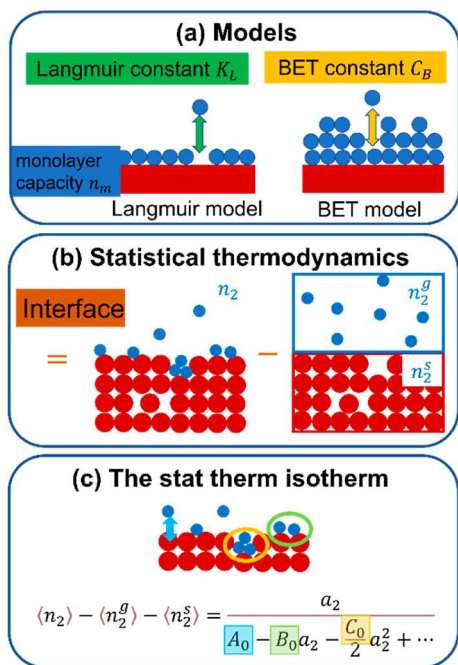 (a) Models
Langmuir constant K_L BET constant C_B
monolayer
capacity n_m
Langmuir model BET model
(b) Statistical thermodynamics
Interface n_2 n_2^g
= −
n_2^s
(c) The stat therm isotherm
⟨n_2⟩ − ⟨n_2^g⟩ − ⟨n_2^s⟩ = a_2 / (A_0 − B_0 a_2 − (C_0/2) a_2^2 + ⋯)